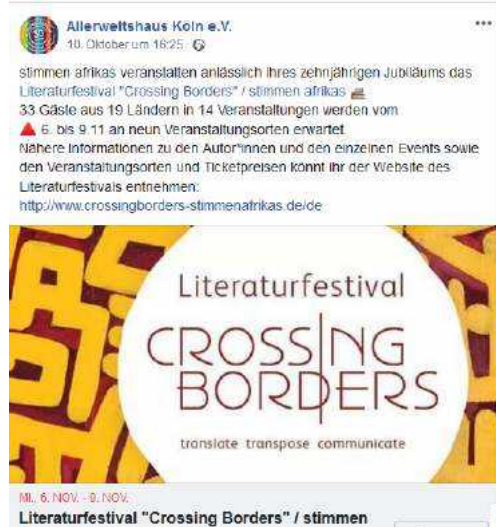 Allerweltshaus Köln e.V.
10. Oktober um 16:25
stimmen afrikas veranstalten anlässlich ihres zehnjährigen Jubiläums das
Literaturfestival "Crossing Borders" / stimmen afrikas
33 Gäste aus 19 Ländern in 14 Veranstaltungen werden vom
6. bis 9.11 an neun Veranstaltungsorten erwartet
Nähere Informationen zu den Autor*innen und den einzelnen Events sowie
den Veranstaltungsorten und Ticketpreisen könnt ihr der Website des
Literaturfestivals entnehmen:
http://www.crossingborders-stimmenafrikas.de/de
Literaturfestival
CROSSING
BORDERS
translate transpose communicate
MI., 6. NOV. - 9. NOV.
Literaturfestival "Crossing Borders" / stimmen